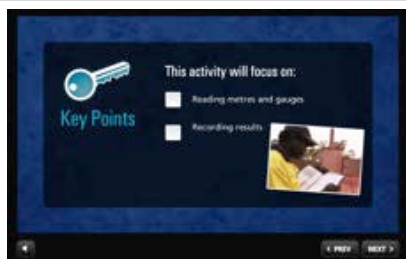 This activity will focus on:
Reading metres and gauges
Key Points
Recording results
< PREV
NEXT >